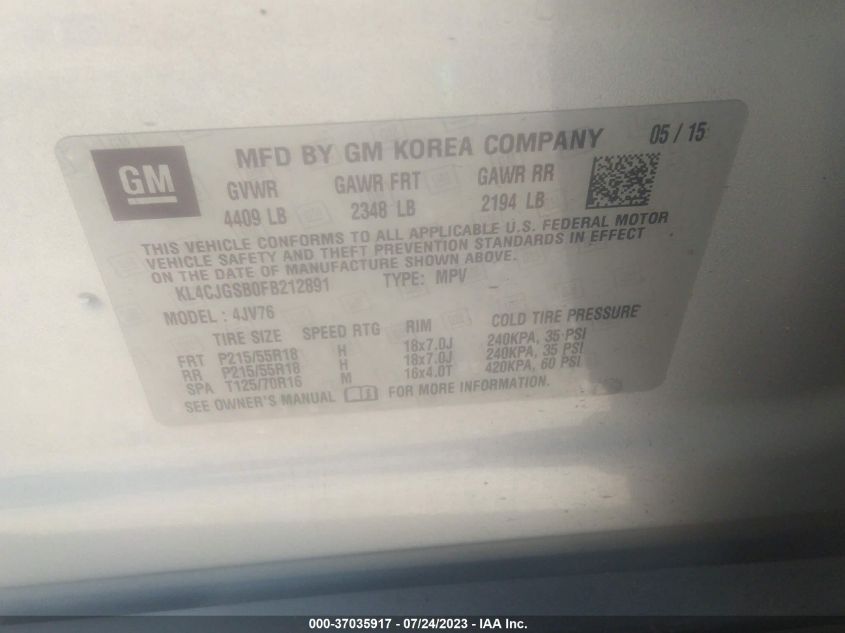 GM
MFD BY GM KOREA COMPANY 05 / 15
GVWR GAWR FRT GAWR RR
4409 LB 2348 LB 2194 LB
THIS VEHICLE CONFORMS TO ALL APPLICABLE U.S. FEDERAL MOTOR
VEHICLE SAFETY AND THEFT PREVENTION STANDARDS IN EFFECT
ON THE DATE OF MANUFACTURE SHOWN ABOVE.
KL4CJGSB0FB212891 TYPE: MPV
MODEL : 4JV76
TIRE SIZE SPEED RTG RIM COLD TIRE PRESSURE
FRT P215/55R18 H 18x7.0J 240KPA, 35 PSI
RR P215/55R18 H 18x7.0J 240KPA, 35 PSI
SPA T125/70R16 M 16x4.0T 420KPA, 60 PSI
SEE OWNER'S MANUAL FOR MORE INFORMATION.
000-37035917 - 07/24/2023 - © IAA Inc.